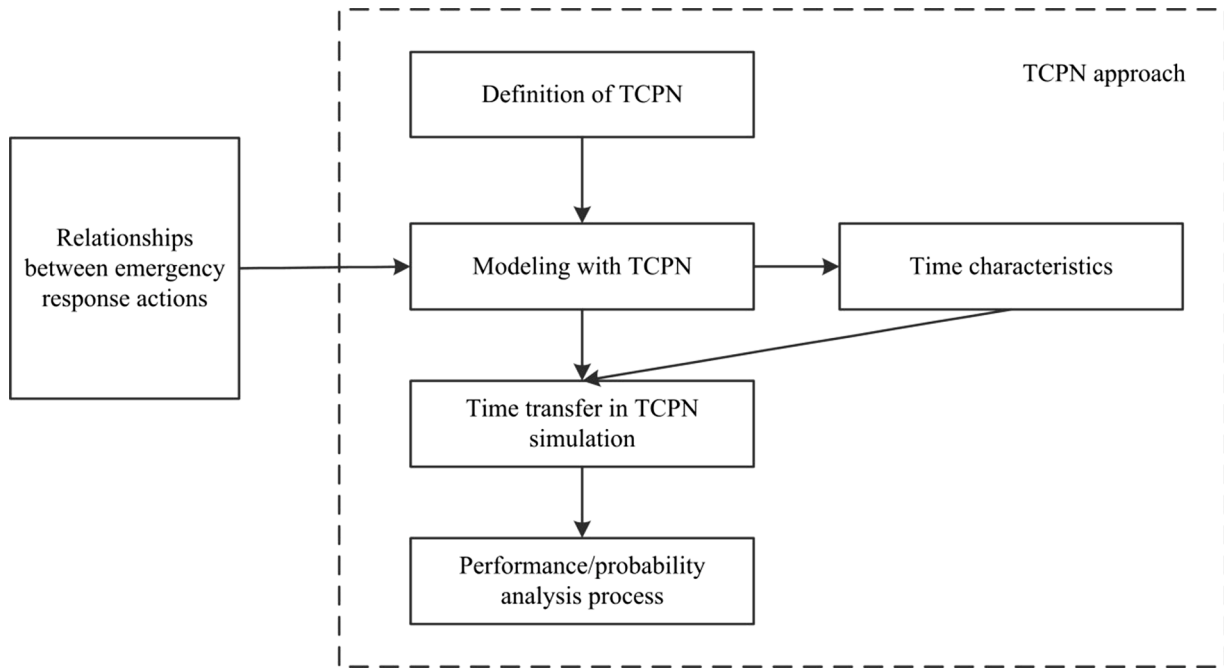 TCPN approach
Definition of TCPN
Relationships
between emergency
response actions
Modeling with TCPN
Time characteristics
Time transfer in TCPN
simulation
Performance/probability
analysis process